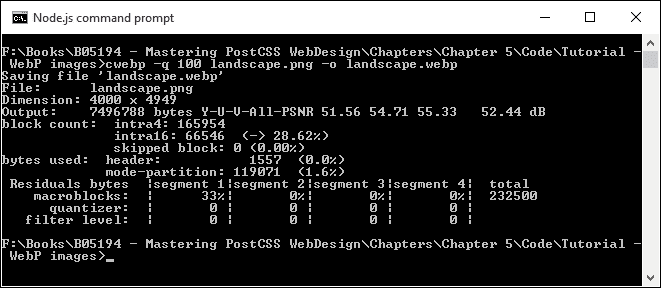 Node.js command prompt
F:\Books\B05194 - Mastering PostCSS WebDesign\Chapters\Chapter 5\Code\Tutorial -
WebP images>cwebp -q 100 landscape.png -o landscape.webp
Saving file 'landscape.webp'
File:      landscape.png
Dimension: 4000 x 4949
Output:    7496788 bytes Y-U-V-All-PSNR 51.56 54.71 55.33   52.44 dB
block count:  intra4: 165954
intra16: 66546  (-> 28.62%)
skipped block: 0 (0.00%)
bytes used:  header:           1557  (0.0%)
mode-partition: 119071  (1.6%)
Residuals bytes  |segment 1|segment 2|segment 3|segment 4|  total
macroblocks:  |      33%|       0%|       0%|       0%|  232500
quantizer:  |       0 |       0 |       0 |       0 |
filter level:  |       0 |       0 |       0 |       0 |
F:\Books\B05194 - Mastering PostCSS WebDesign\Chapters\Chapter 5\Code\Tutorial -
WebP images>_